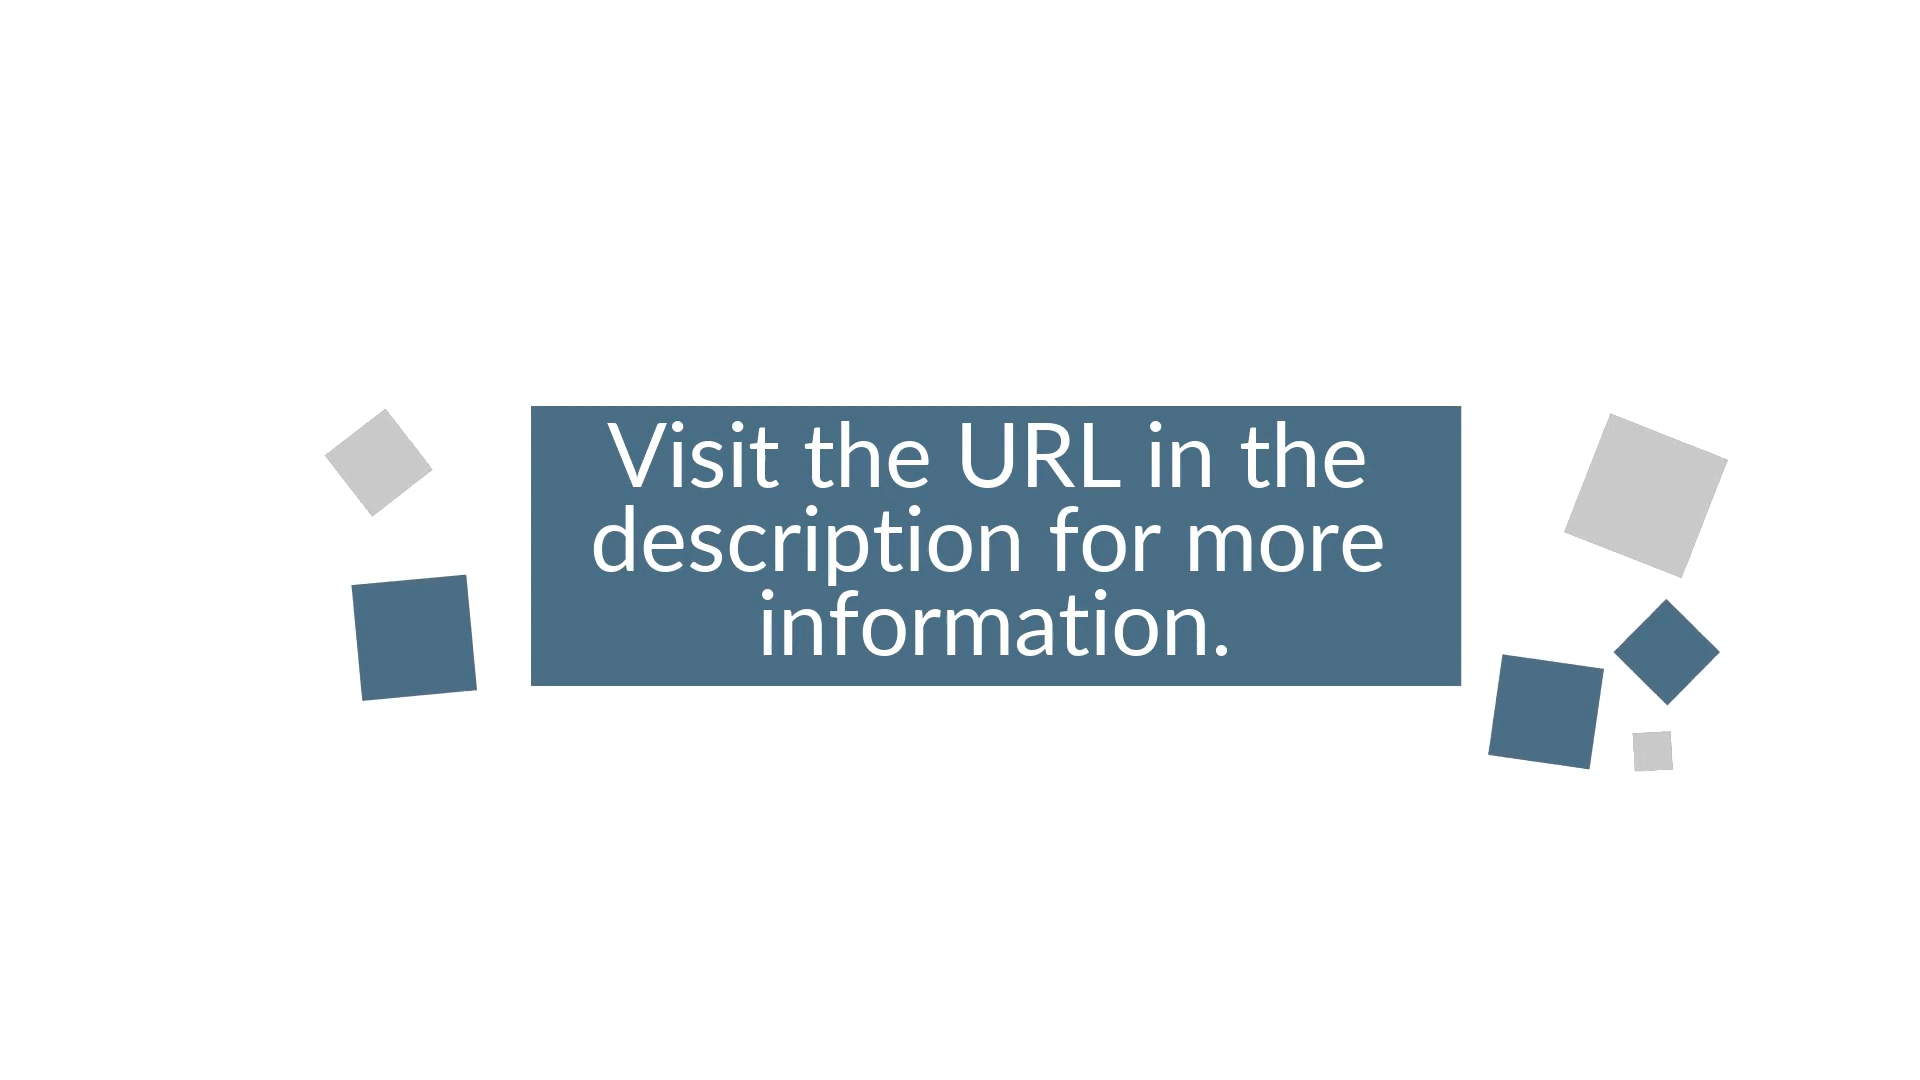 Visit the URL in the
description for more
information.